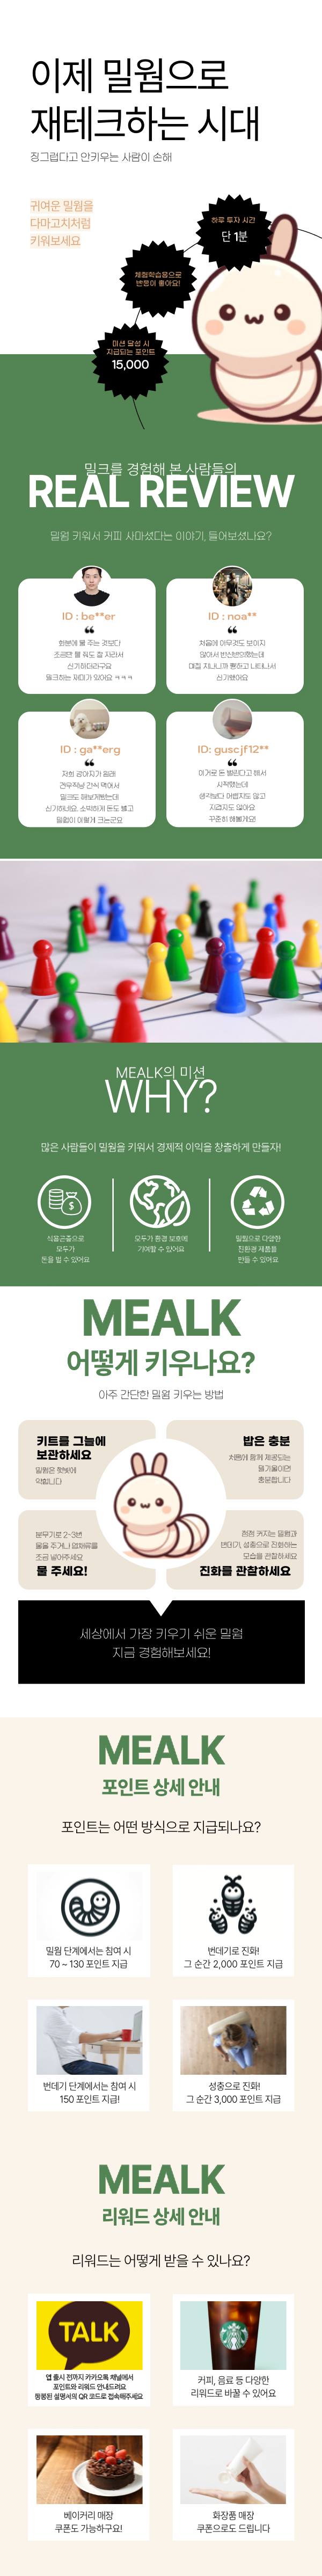 이제 밀웜으로
재테크하는 시대
징그럽다고 안키우는 사람이 손해
귀여운 밀웜을
다마고치처럼
키워보세요
하루 투자 시간
단 1분
체험학습용으로
반응이 좋아요!
미션 달성 시
지급되는 포인트
15,000
밀크를 경험해 본 사람들의
REAL REVIEW
밀웜 키워서 커피 사마셨다는 이야기, 들어보셨나요?
ID : be**er
화분에 물 주는 것보다
조금만 줄 줘도 잘 자라서
신기하더라구요
밀크하는 재미가 있어요 ㅋㅋㅋ
ID : noa**
처음에 아무것도 보이지
않아서 반신반의했는데
며칠 지나니까 뿅하고 나타나서
신기했어요
ID : ga**erg
저희 강아지가 원래
건우직냥 간식 먹어서
밀크도 해보게됐는데
신기하네요. 소박하게 돈도 벌고
밀웜이 이렇게 크는군요
ID: guscjf12**
이거로 돈 벌린다고 해서
시작했는데
생각보다 어렵지도 않고
지겹지도 않아요
꾸준히 해볼게요!
MEALK의 미션
WHY?
많은 사람들이 밀웜을 키워서 경제적 이익을 창출하게 만들자!
식용곤충으로
모두가
돈을 벌 수 있어요
모두가 환경 보호에
기여할 수 있어요
밀웜으로 다양한
친환경 제품을
만들 수 있어요
MEALK
어떻게 키우나요?
아주 간단한 밀웜 키우는 방법
키트를 그늘에
보관하세요
밀웜은 햇빛에
약합니다
밥은 충분
처음에 함께 제공되는
밀기울이면
충분합니다
분무기로 2~3번
물을 주거나 엽채류를
조금 넣어주세요
물 주세요!
점점 커지는 밀웜과
번데기, 성충으로 진화하는
모습을 관찰하세요
진화를 관찰하세요
세상에서 가장 키우기 쉬운 밀웜
지금 경험해보세요!
MEALK
포인트 상세 안내
포인트는 어떤 방식으로 지급되나요?
밀웜 단계에서는 참여 시
70 ~ 130 포인트 지급
번데기로 진화!
그 순간 2,000 포인트 지급
번데기 단계에서는 참여 시
150 포인트 지급!
성충으로 진화!
그 순간 3,000 포인트 지급
MEALK
리워드 상세 안내
리워드는 어떻게 받을 수 있나요?
TALK
앱 출시 전까지 카카오톡 채널에서
포인트와 리워드 안내드려요
동봉된 설명서의 QR 코드로 접속해주세요
커피, 음료 등 다양한
리워드로 바꿀 수 있어요
베이커리 매장
쿠폰도 가능하구요!
화장품 매장
쿠폰으로도 드립니다